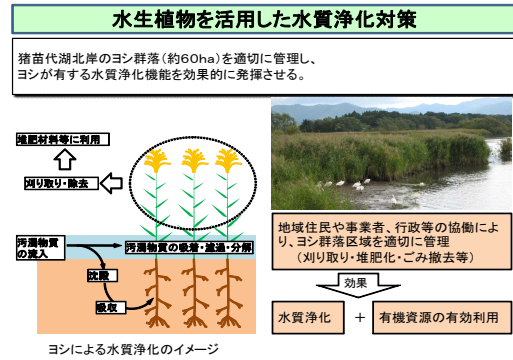 水生植物を活用した水質浄化対策
猪苗代湖北岸のヨシ群落（約60ha）を適切に管理し、
ヨシが有する水質浄化機能を効果的に発揮させる。
堆肥材料等に利用
刈り取り・除去
汚濁物質
の流入
汚濁物質の吸着・濾過・分解
沈殿
吸収
ヨシによる水質浄化のイメージ
地域住民や事業者、行政等の協働によ
り、ヨシ群落区域を適切に管理
（刈り取り・堆肥化・ごみ撤去等）
効果
水質浄化 + 有機資源の有効利用